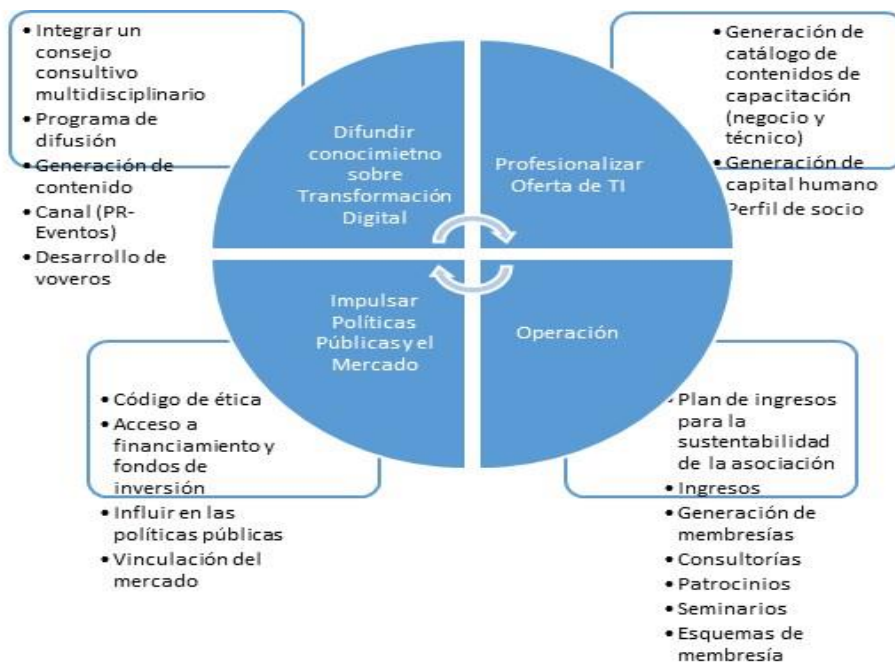 • Integrar un
consejo
consultivo
multidisciplinario
• Programa de
difusión
• Generación de
contenido
• Canal (PR-
Eventos)
• Desarrollo de
voveros
Difundir
conocimietno
sobre
Transformación
Digital
Profesionalizar
Oferta de TI
• Generación de
catálogo de
contenidos de
capacitación
(negocio y
técnico)
• Generación de
capital humano
• Perfil de socio
Impulsar
Políticas
Públicas y el
Mercado
Operación
• Código de ética
• Acceso a
financiamiento y
fondos de
inversión
• Influir en las
políticas públicas
• Vinculación del
mercado
• Plan de ingresos
para la
sustentabilidad
de la asociación
• Ingresos
• Generación de
membresías
• Consultorías
• Patrocinios
• Seminarios
• Esquemas de
membresía